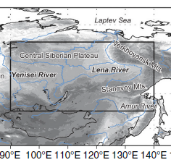 Laptev Sea
Central Siberian Plateau
Yenisei River
Lena River
Stanovoy Mts.
Amur River
90°E 100°E 110°E 120°E 130°E 140°E